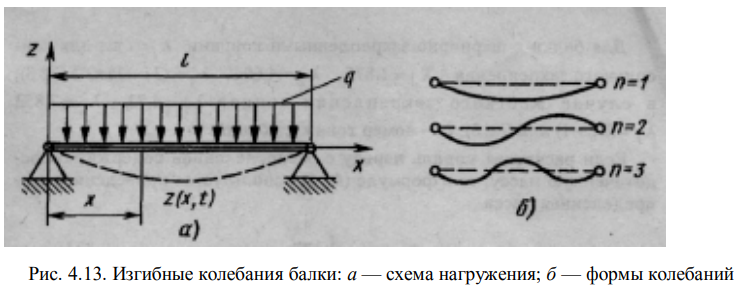 z
l
q
x
x
z(x,t)
а)
n=1
n=2
n=3
б)
Рис. 4.13. Изгибные колебания балки: а — схема нагружения; б — формы колебаний